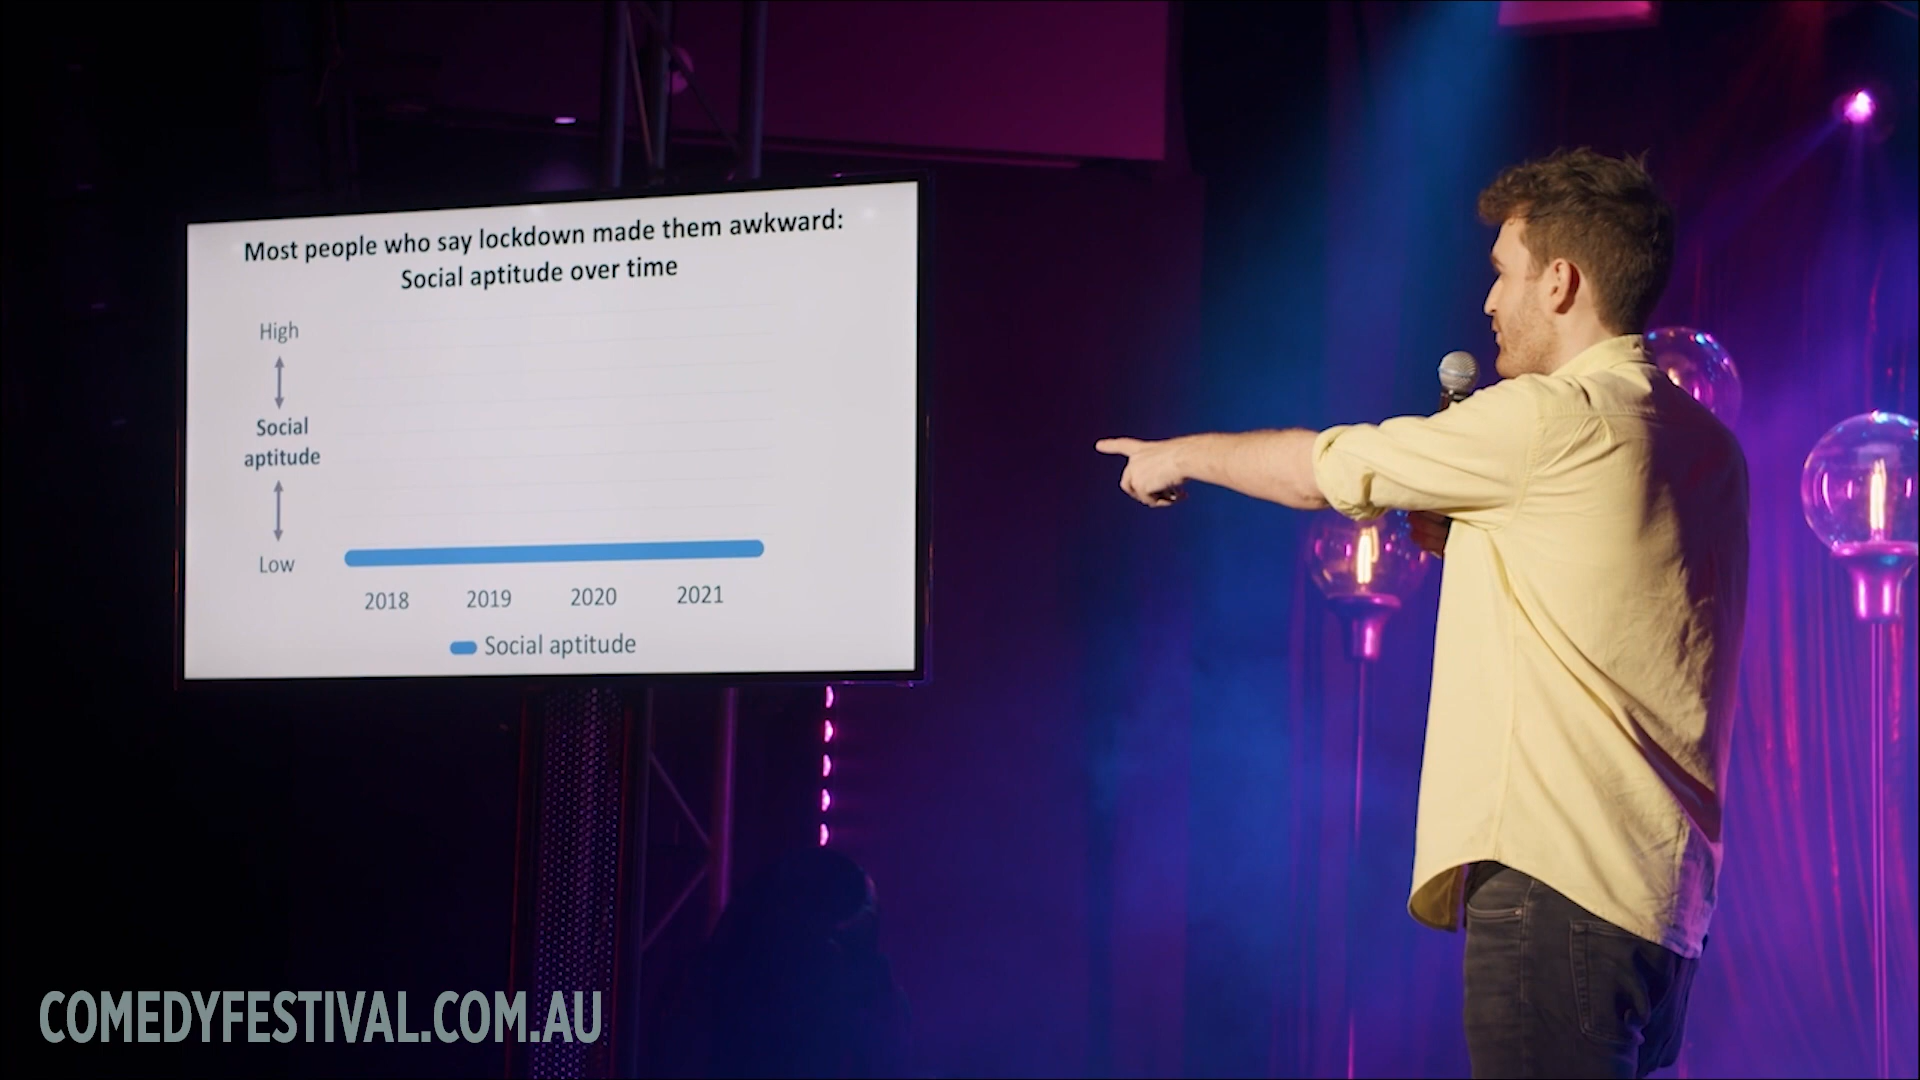 Most people who say lockdown made them awkward:
Social aptitude over time
High
Social
aptitude
Low
2018 2019 2020 2021
Social aptitude
COMEDYFESTIVAL.COM.AU